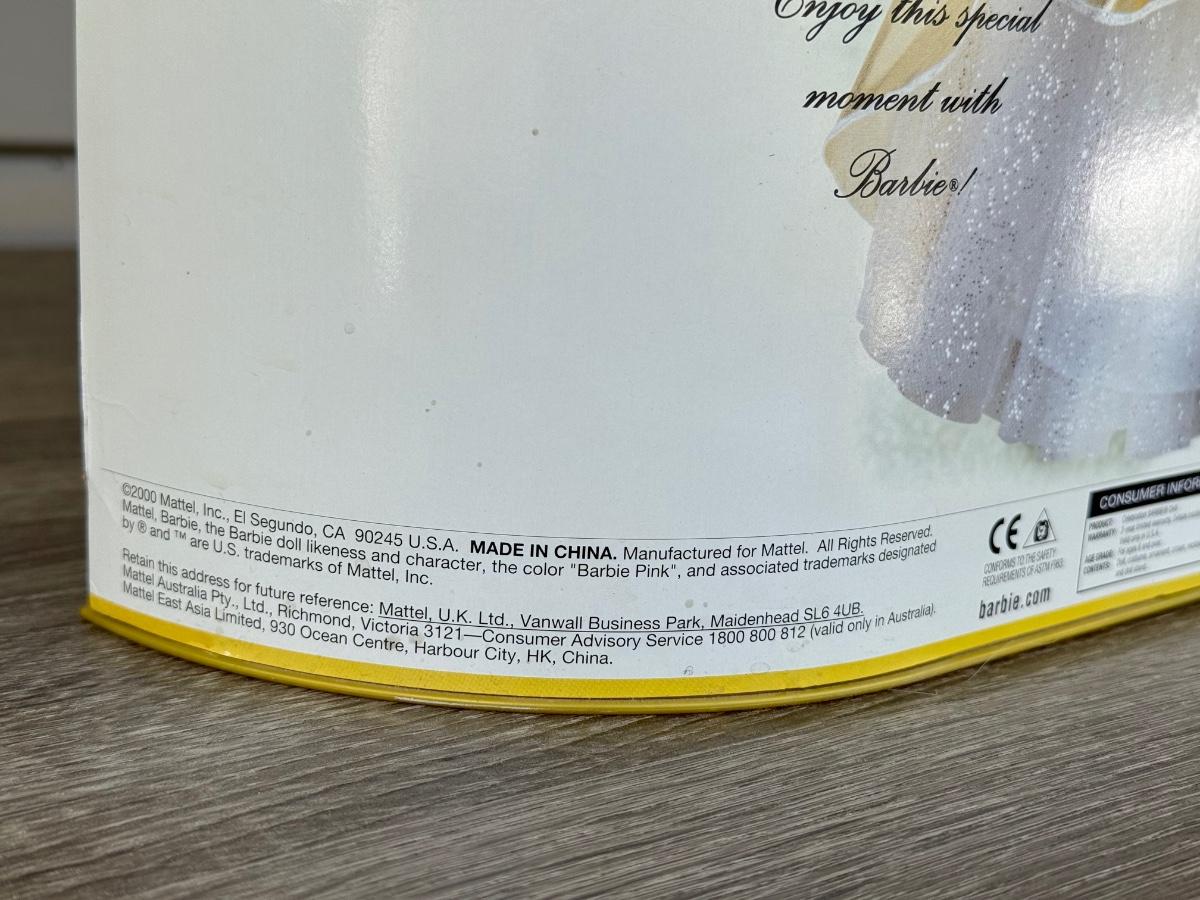 Enjoy this special
moment with
Barbie®!
©2000 Mattel, Inc., El Segundo, CA 90245 U.S.A. MADE IN CHINA. Manufactured for Mattel. All Rights Reserved.
Mattel, Barbie, the Barbie doll likeness and character, the color "Barbie Pink", and associated trademarks designated
by ® and ™ are U.S. trademarks of Mattel, Inc.
Retain this address for future reference: Mattel, U.K. Ltd., Vanwall Business Park, Maidenhead SL6 4UB.
Mattel Australia Pty., Ltd., Richmond, Victoria 3121—Consumer Advisory Service 1800 800 812 (valid only in Australia).
Mattel East Asia Limited, 930 Ocean Centre, Harbour City, HK, China.
CE
CONFORMS TO THE SAFETY
REQUIREMENTS OF ASTM F963.
barbie.com
CONSUMER INFOR
PRODUCT:
WARRANTY:
AGE GRADE:
CONTENTS: